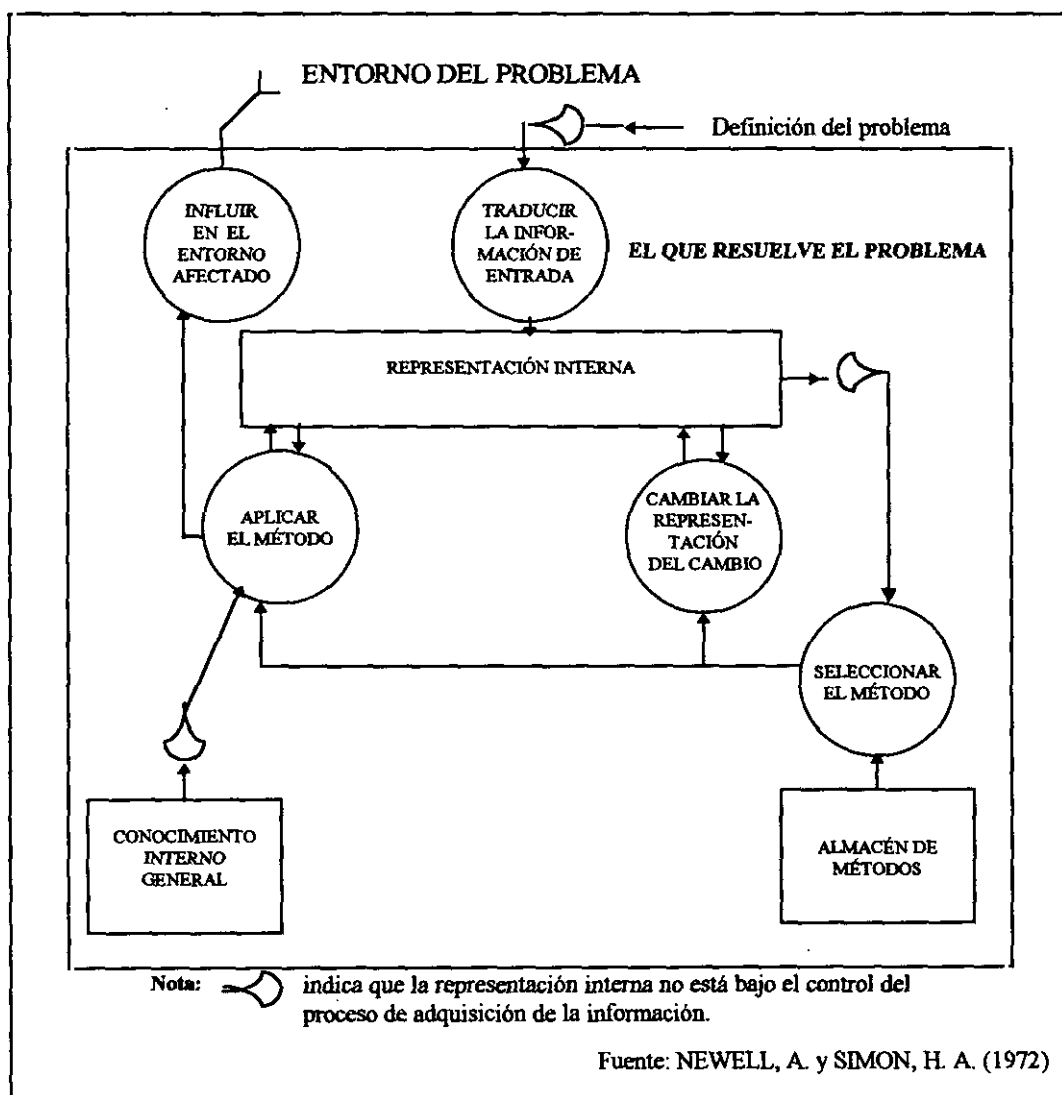 ENTORNO DEL PROBLEMA
Definición del problema
INFLUIR
EN EL
ENTORNO
AFECTADO
TRADUCIR
LA INFOR-
MACIÓN DE
ENTRADA
EL QUE RESUELVE EL PROBLEMA
REPRESENTACIÓN INTERNA
APLICAR
EL MÉTODO
CAMBIAR LA
REPRESEN-
TACIÓN
DEL CAMBIO
SELECCIONAR
EL MÉTODO
CONOCIMIENTO
INTERNO
GENERAL
ALMACÉN DE
MÉTODOS
Nota: indica que la representación interna no está bajo el control del
proceso de adquisición de la información.
Fuente: NEWELL, A. y SIMON, H. A. (1972)